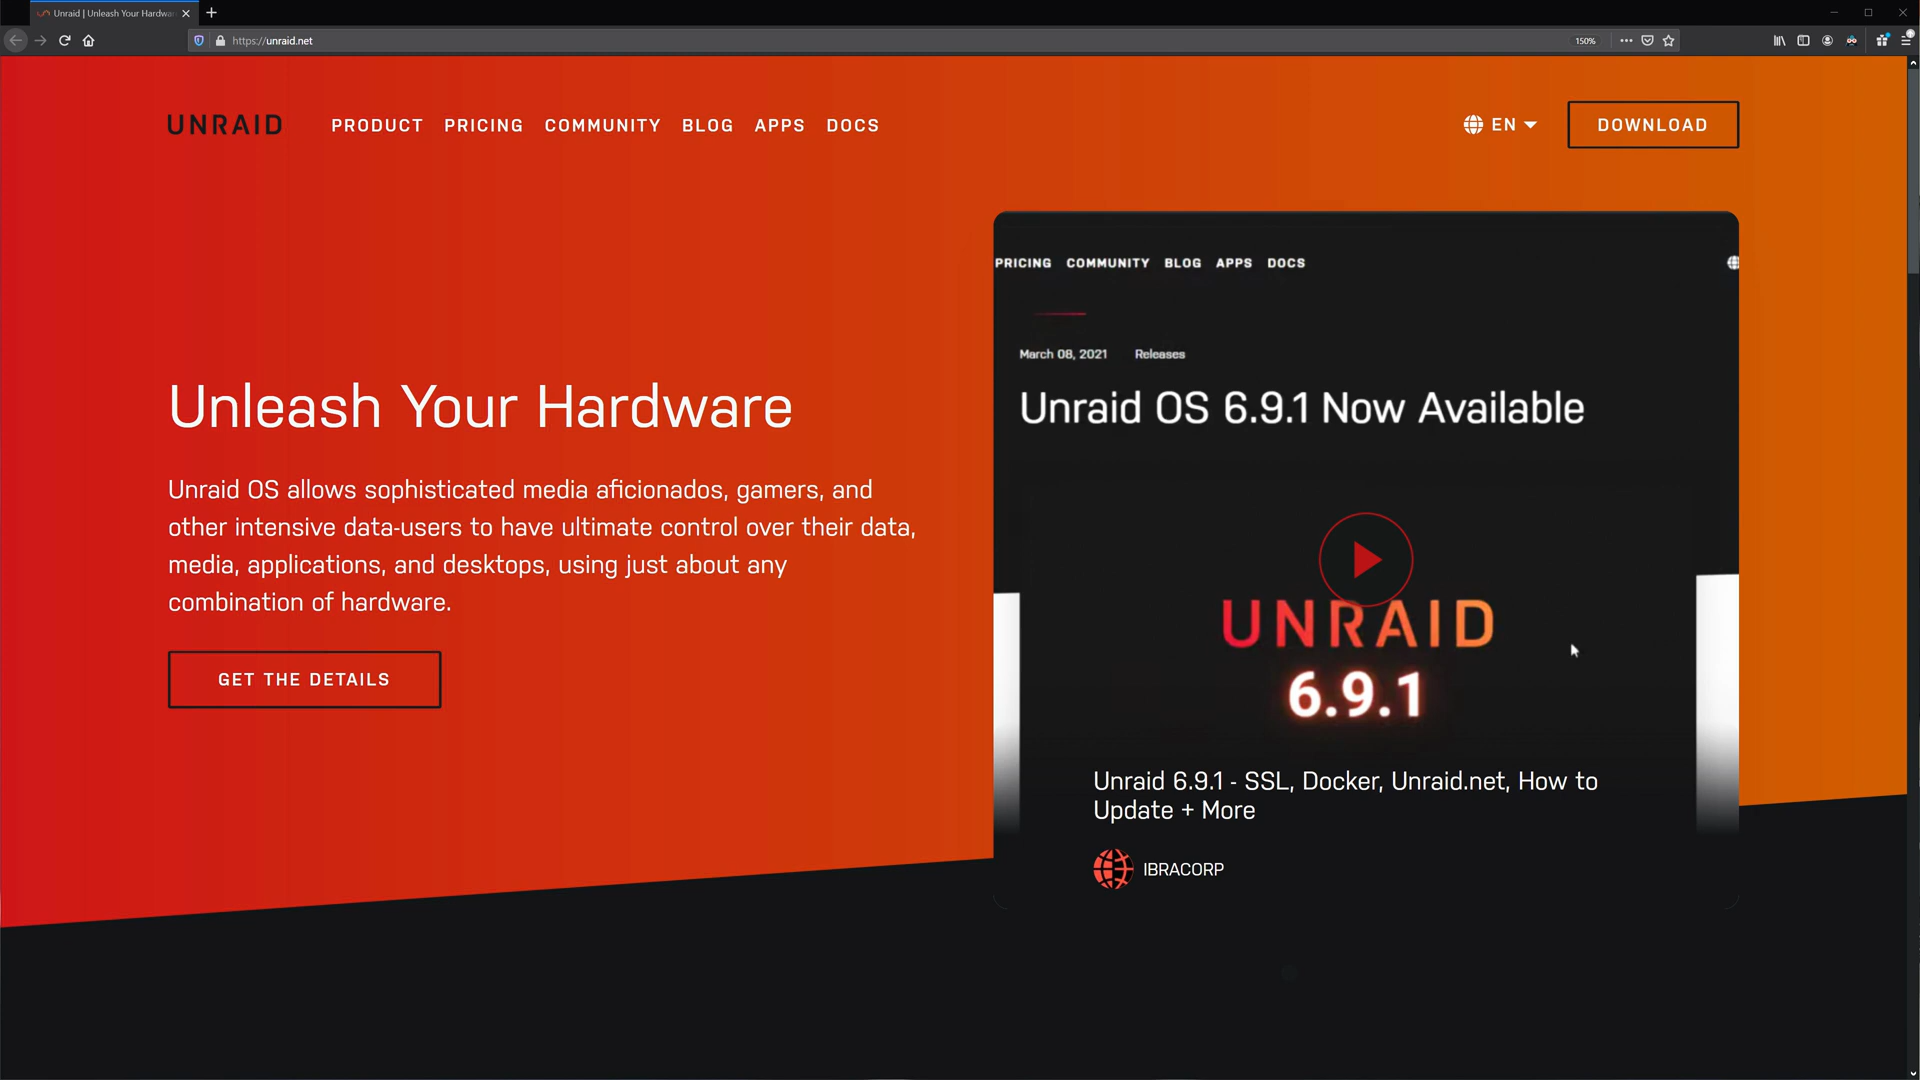 Unraid | Unleash Your Hardwar
https://unraid.net
150%
UNRAID
PRODUCT PRICING COMMUNITY BLOG APPS DOCS
EN
DOWNLOAD
Unleash Your Hardware
Unraid OS allows sophisticated media aficionados, gamers, and
other intensive data-users to have ultimate control over their data,
media, applications, and desktops, using just about any
combination of hardware.
GET THE DETAILS
PRICING COMMUNITY BLOG APPS DOCS
March 08, 2021 Releases
Unraid OS 6.9.1 Now Available
UNRAID
6.9.1
Unraid 6.9.1 - SSL, Docker, Unraid.net, How to
Update + More
IBRACORP